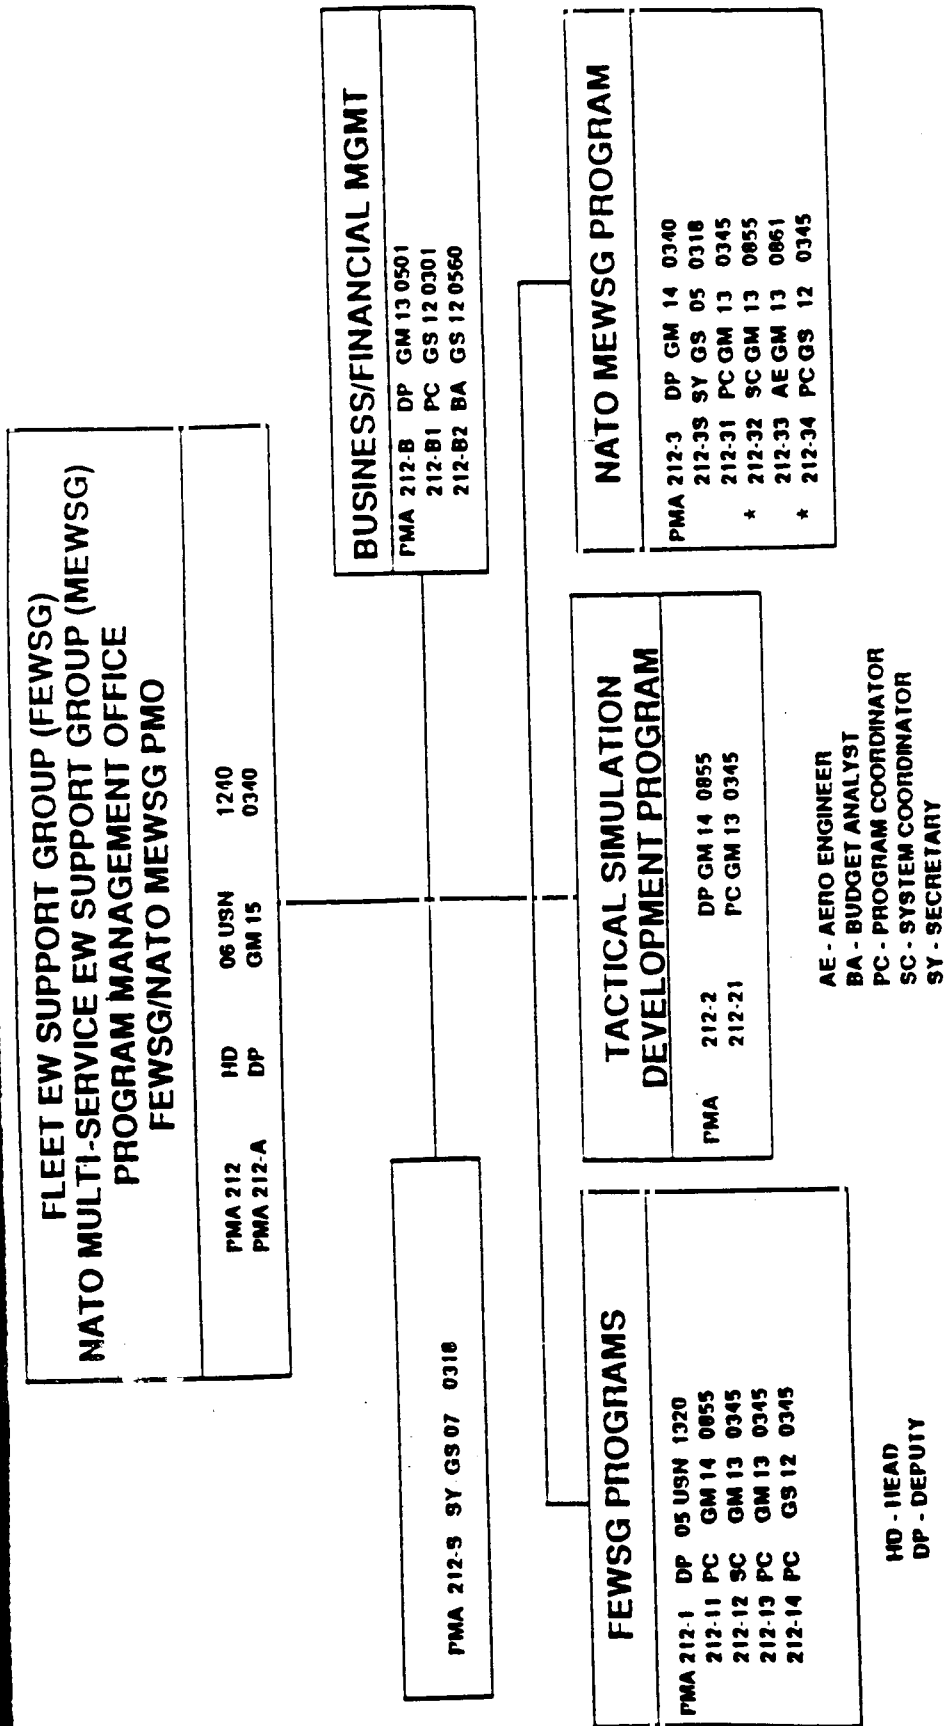 FLEET EW SUPPORT GROUP (FEWSG)
NATO MULTI-SERVICE EW SUPPORT GROUP (MEWSG)
PROGRAM MANAGEMENT OFFICE
FEWSG/NATO MEWSG PMO
PMA 212 HD 06 USN 1240
PMA 212-A DP GM 15 0340
PMA 212-S SY GS 07 0318
BUSINESS/FINANCIAL MGMT
PMA 212-B DP GM 13 0501
212-B1 PC GS 12 0301
212-B2 BA GS 12 0560
FEWSG PROGRAMS
PMA 212-1 DP 05 USN 1320
212-11 PC GM 14 0855
212-12 SC GM 13 0345
212-13 PC GM 13 0345
212-14 PC GS 12 0345
TACTICAL SIMULATION
DEVELOPMENT PROGRAM
PMA 212-2 DP GM 14 0855
212-21 PC GM 13 0345
NATO MEWSG PROGRAM
PMA 212-3 DP GM 14 0340
212-3S SY GS 05 0318
212-31 PC GM 13 0345
* 212-32 SC GM 13 0855
212-33 AE GM 13 0861
* 212-34 PC GS 12 0345
HD - HEAD
DP - DEPUTY
AE - AERO ENGINEER
BA - BUDGET ANALYST
PC - PROGRAM COORDINATOR
SC - SYSTEM COORDINATOR
SY - SECRETARY